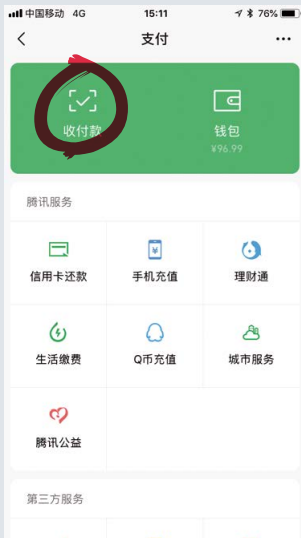 中国移动 4G 15:11 76%
支付
收付款 钱包
¥96.99
腾讯服务
信用卡还款 手机充值 理财通
生活缴费 Q币充值 城市服务
腾讯公益
第三方服务